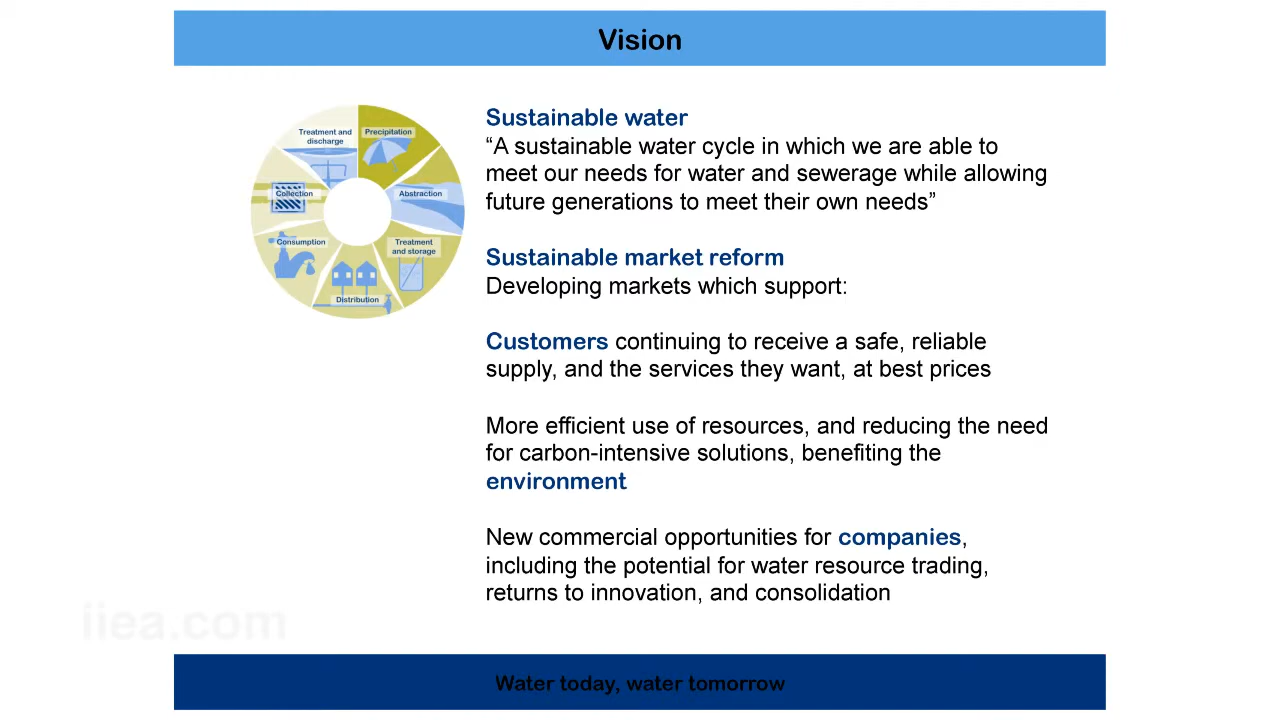 Vision
Treatment and
discharge
Precipitation
Collection
Abstraction
Consumption
Treatment
and storage
Distribution
Sustainable water
“A sustainable water cycle in which we are able to
meet our needs for water and sewerage while allowing
future generations to meet their own needs”
Sustainable market reform
Developing markets which support:
Customers continuing to receive a safe, reliable
supply, and the services they want, at best prices
More efficient use of resources, and reducing the need
for carbon-intensive solutions, benefiting the
environment
New commercial opportunities for companies,
including the potential for water resource trading,
returns to innovation, and consolidation
iiea.com
Water today, water tomorrow